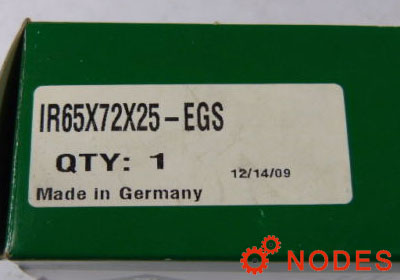 IR65X72X25-EGS
QTY: 1
12/14/09
Made in Germany
NODES